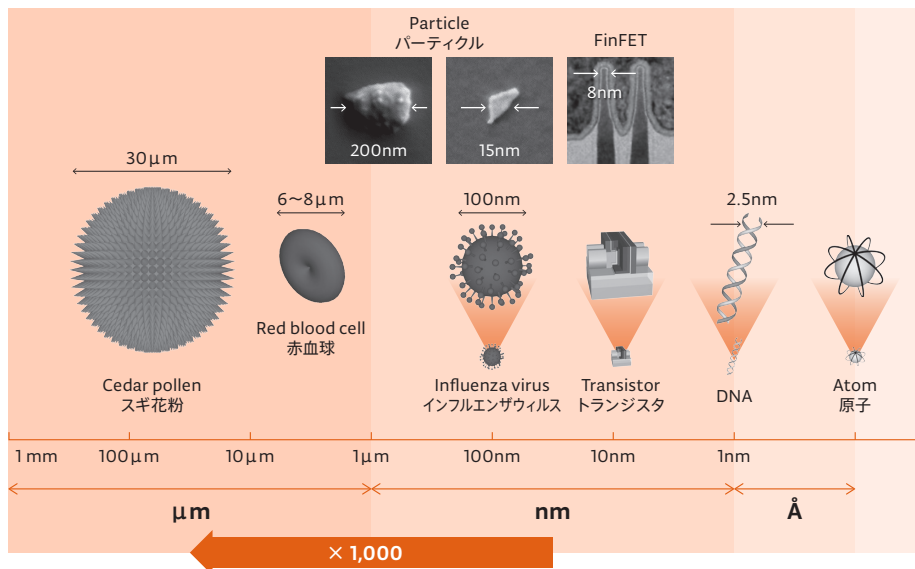 Particle
パーティクル
FinFET
200nm
15nm
8nm
30μm
6〜8μm
100nm
2.5nm
Red blood cell
赤血球
Cedar pollen
スギ花粉
Influenza virus
インフルエンザウィルス
Transistor
トランジスタ
DNA
Atom
原子
1mm 100μm 10μm 1μm 100nm 10nm 1nm
μm nm Å
× 1,000